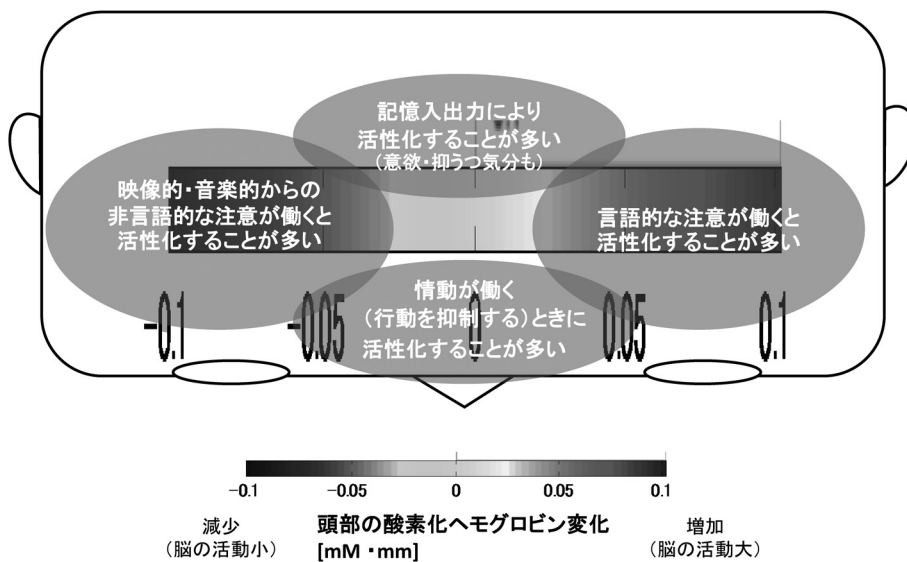 記憶入出力により
活性化することが多い
(意欲・抑うつ気分も)
映像的・音楽的からの
非言語的な注意が働くと
活性化することが多い
言語的な注意が働くと
活性化することが多い
情動が働く
(行動を抑制する)ときに
活性化することが多い
-0.1 -0.05 0 0.05 0.1
-0.1 -0.05 0 0.05 0.1
減少
(脳の活動小)
頭部の酸素化ヘモグロビン変化
[mM・mm]
増加
(脳の活動大)